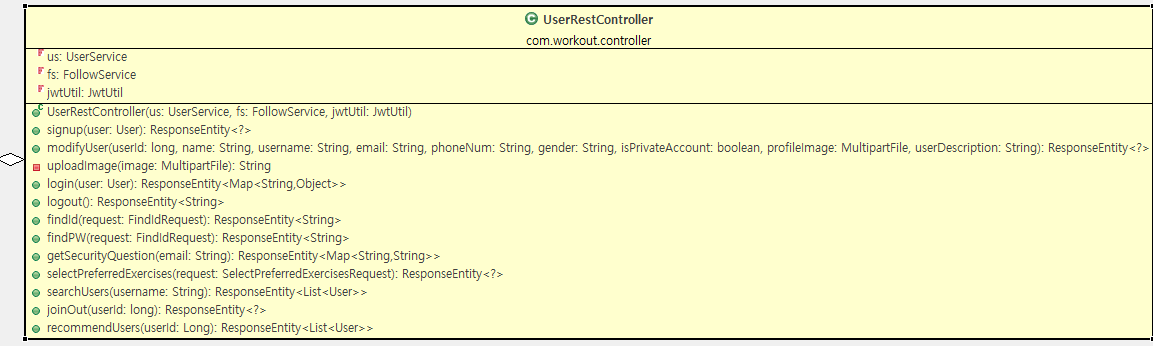 C UserRestController
com.workout.controller
F us: UserService
F fs: FollowService
F jwtUtil: JwtUtil
C UserRestController(us: UserService, fs: FollowService, jwtUtil: JwtUtil)
signup(user: User): ResponseEntity<?>
modifyUser(userId: long, name: String, username: String, email: String, phoneNum: String, gender: String, isPrivateAccount: boolean, profileImage: MultipartFile, userDescription: String): ResponseEntity<?>
uploadImage(image: MultipartFile): String
login(user: User): ResponseEntity<Map<String,Object>>
logout(): ResponseEntity<String>
findId(request: FindIdRequest): ResponseEntity<String>
findPW(request: FindIdRequest): ResponseEntity<String>
getSecurityQuestion(email: String): ResponseEntity<Map<String,String>>
selectPreferredExercises(request: SelectPreferredExercisesRequest): ResponseEntity<?>
searchUsers(username: String): ResponseEntity<List<User>>
joinOut(userId: long): ResponseEntity<?>
recommendUsers(userId: Long): ResponseEntity<List<User>>